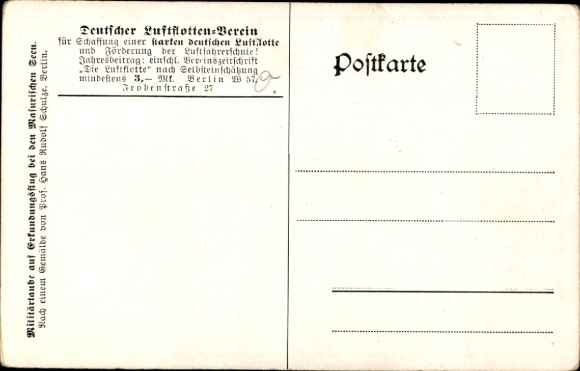 Deutscher Luftflotten-Verein
für Schaffung einer starken deutschen Luftflotte
und Förderung der Luftfahrerschule!
Jahresbeitrag: einschl. Vereinszeitschrift
„Die Luftflotte“ nach Selbsteinschätzung
mindestens 3,— Mk. Berlin W 57,
Frobenstraße 27
Militärtaube auf Erkundungsflug bei den Masurischen Seen.
Nach einem Gemälde von Prof. Hans Rudolf Schulze, Berlin.
Postkarte